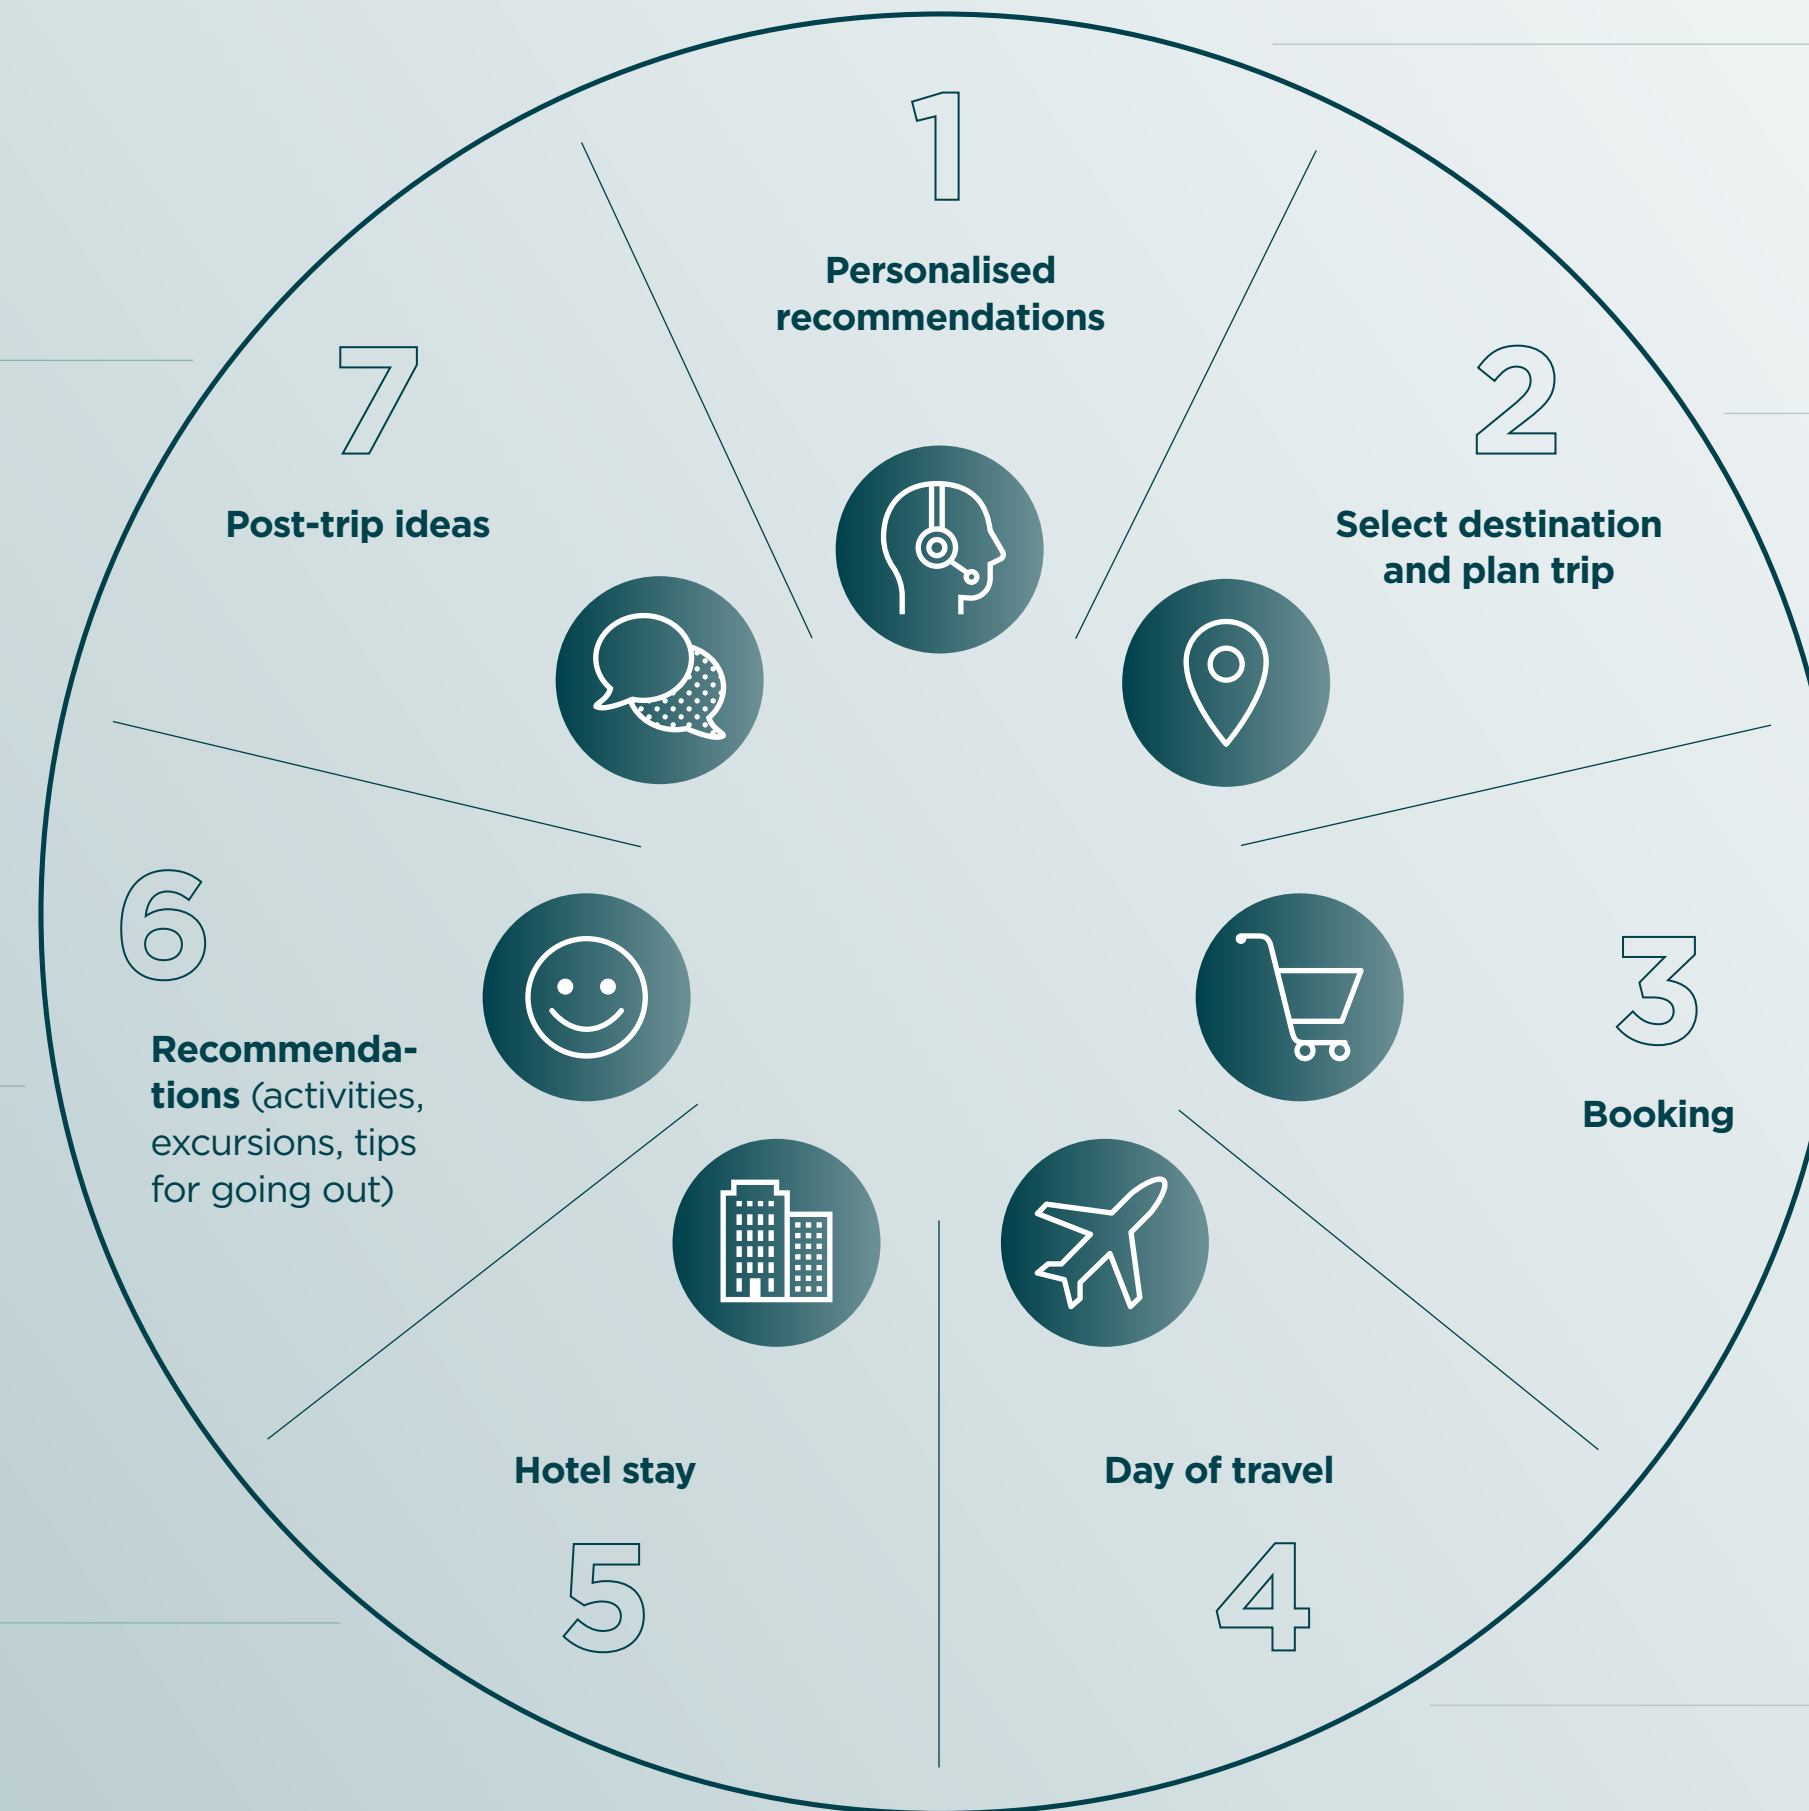 1
Personalised
recommendations
2
Select destination
and plan trip
3
Booking
Day of travel
4
Hotel stay
5
6
Recommenda-
tions (activities,
excursions, tips
for going out)
7
Post-trip ideas